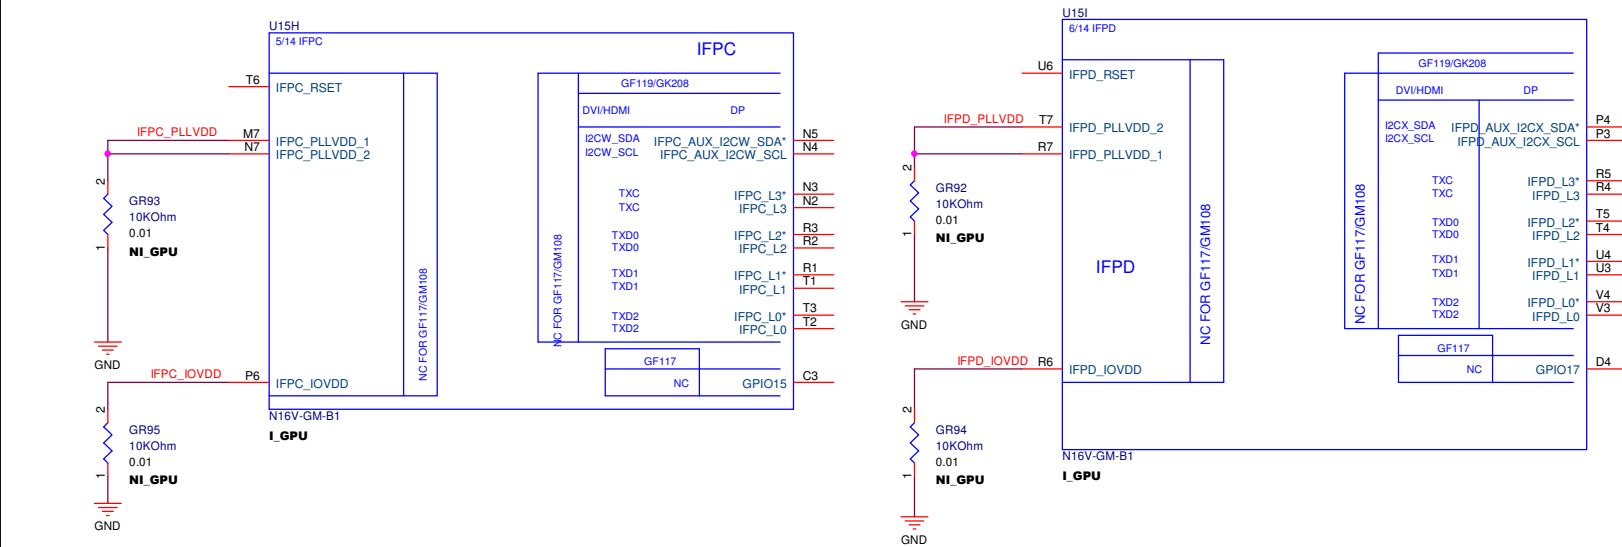 U15H
5/14 IFPC
IFPC
T6
IFPC_RSET
GF119/GK208
DVI/HDMI
DP
IFPC_PLLVDD
M7
IFPC_PLLVDD_1
N7
IFPC_PLLVDD_2
I2CW_SDA
IFPC_AUX_I2CW_SDA*
N5
I2CW_SCL
IFPC_AUX_I2CW_SCL
N4
2
GR93
10KOhm
0.01
1
NI_GPU
TXC
IFPC_L3*
N3
TXC
IFPC_L3
N2
TXD0
IFPC_L2*
R3
TXD0
IFPC_L2
R2
TXD1
IFPC_L1*
R1
TXD1
IFPC_L1
T1
TXD2
IFPC_L0*
T3
TXD2
IFPC_L0
T2
NC FOR GF117/GM108
NC FOR GF117/GM108
GND
GF117
NC
GPIO15
C3
IFPC_IOVDD
P6
IFPC_IOVDD
N16V-GM-B1
I_GPU
2
GR95
10KOhm
0.01
1
NI_GPU
GND
U15I
6/14 IFPD
U6
IFPD_RSET
GF119/GK208
DVI/HDMI
DP
IFPD_PLLVDD
T7
IFPD_PLLVDD_2
R7
IFPD_PLLVDD_1
I2CX_SDA
IFPD_AUX_I2CX_SDA*
P4
I2CX_SCL
IFPD_AUX_I2CX_SCL
P3
2
GR92
10KOhm
0.01
1
NI_GPU
TXC
IFPD_L3*
R5
TXC
IFPD_L3
R4
TXD0
IFPD_L2*
T5
TXD0
IFPD_L2
T4
TXD1
IFPD_L1*
U4
TXD1
IFPD_L1
U3
TXD2
IFPD_L0*
V4
TXD2
IFPD_L0
V3
IFPD
NC FOR GF117/GM108
NC FOR GF117/GM108
GND
GF117
NC
GPIO17
D4
IFPD_IOVDD
R6
IFPD_IOVDD
N16V-GM-B1
I_GPU
2
GR94
10KOhm
0.01
1
NI_GPU
GND